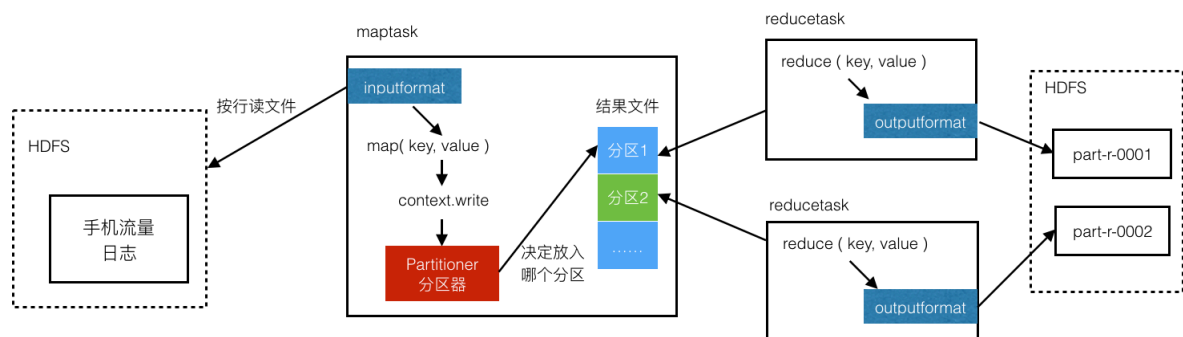 HDFS
手机流量
日志
按行读文件
maptask
inputformat
map( key, value )
context.write
Partitioner
分区器
决定放入
哪个分区
结果文件
分区1
分区2
……
reducetask
reduce ( key, value )
outputformat
reducetask
reduce ( key, value )
outputformat
HDFS
part-r-0001
part-r-0002